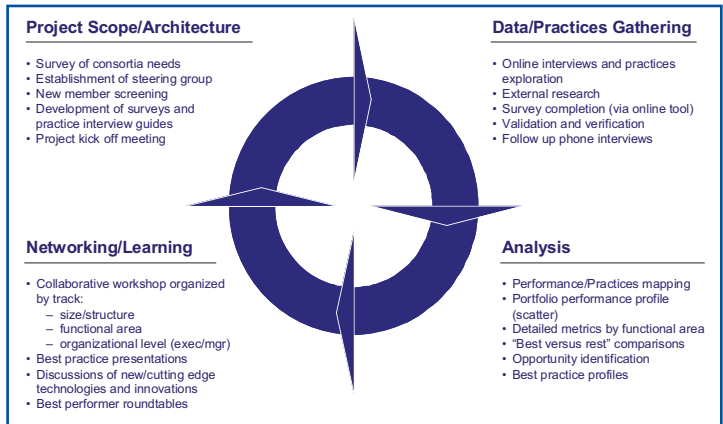 Project Scope/Architecture
• Survey of consortia needs
• Establishment of steering group
• New member screening
• Development of surveys and
practice interview guides
• Project kick off meeting
Data/Practices Gathering
• Online interviews and practices
exploration
• External research
• Survey completion (via online tool)
• Validation and verification
• Follow up phone interviews
Networking/Learning
• Collaborative workshop organized
by track:
– size/structure
– functional area
– organizational level (exec/mgr)
• Best practice presentations
• Discussions of new/cutting edge
technologies and innovations
• Best performer roundtables
Analysis
• Performance/Practices mapping
• Portfolio performance profile
(scatter)
• Detailed metrics by functional area
• “Best versus rest” comparisons
• Opportunity identification
• Best practice profiles